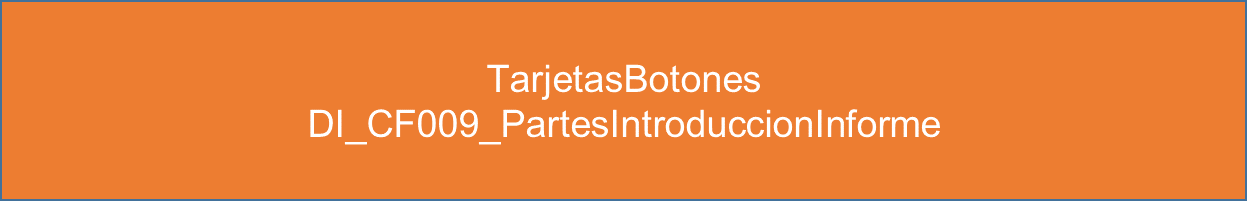 TarjetasBotones
DI_CF009_PartesIntroduccionInforme